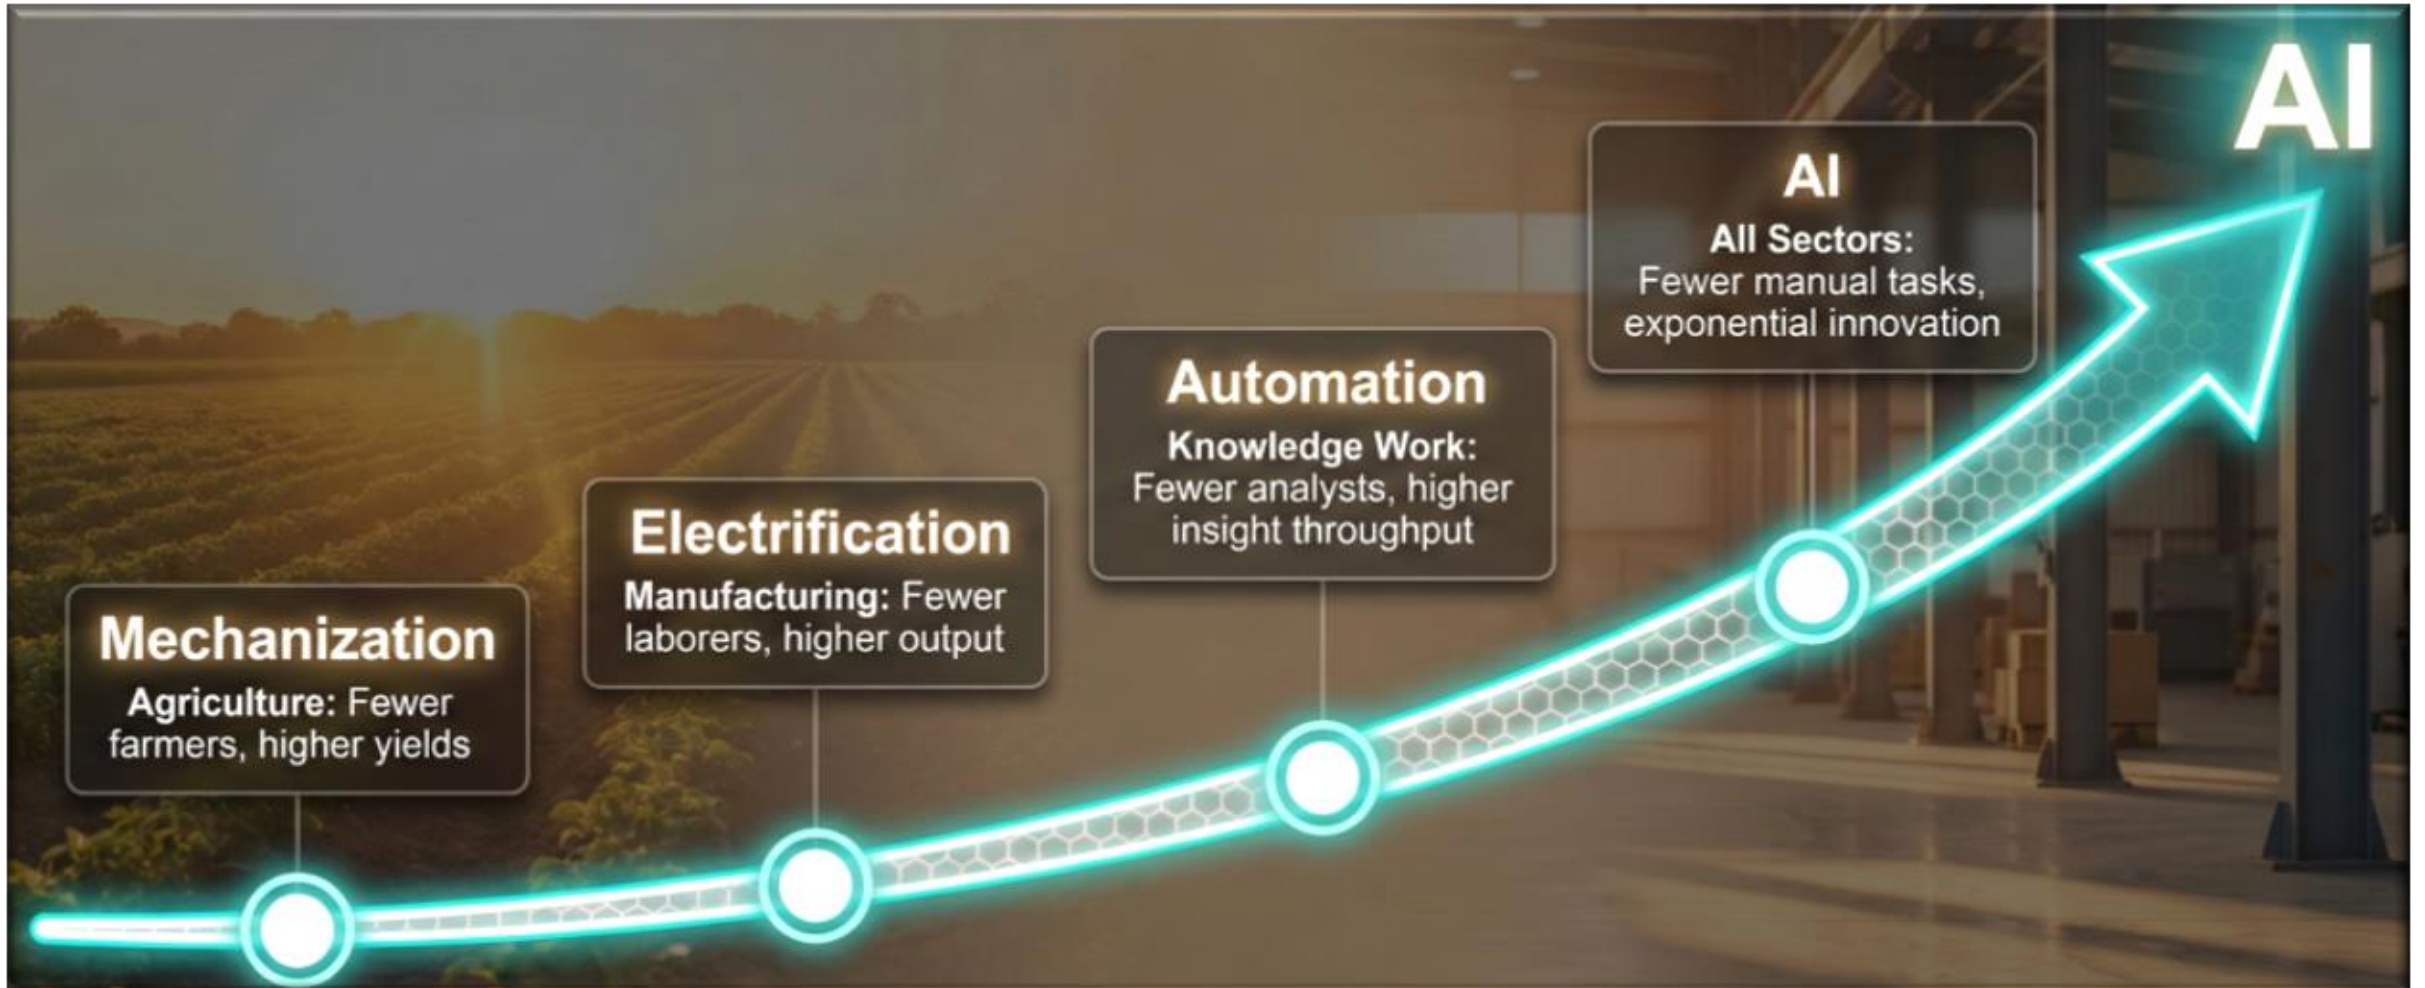 Mechanization
Agriculture: Fewer
farmers, higher yields
Electrification
Manufacturing: Fewer
laborers, higher output
Automation
Knowledge Work:
Fewer analysts, higher
insight throughput
AI
All Sectors:
Fewer manual tasks,
exponential innovation
AI